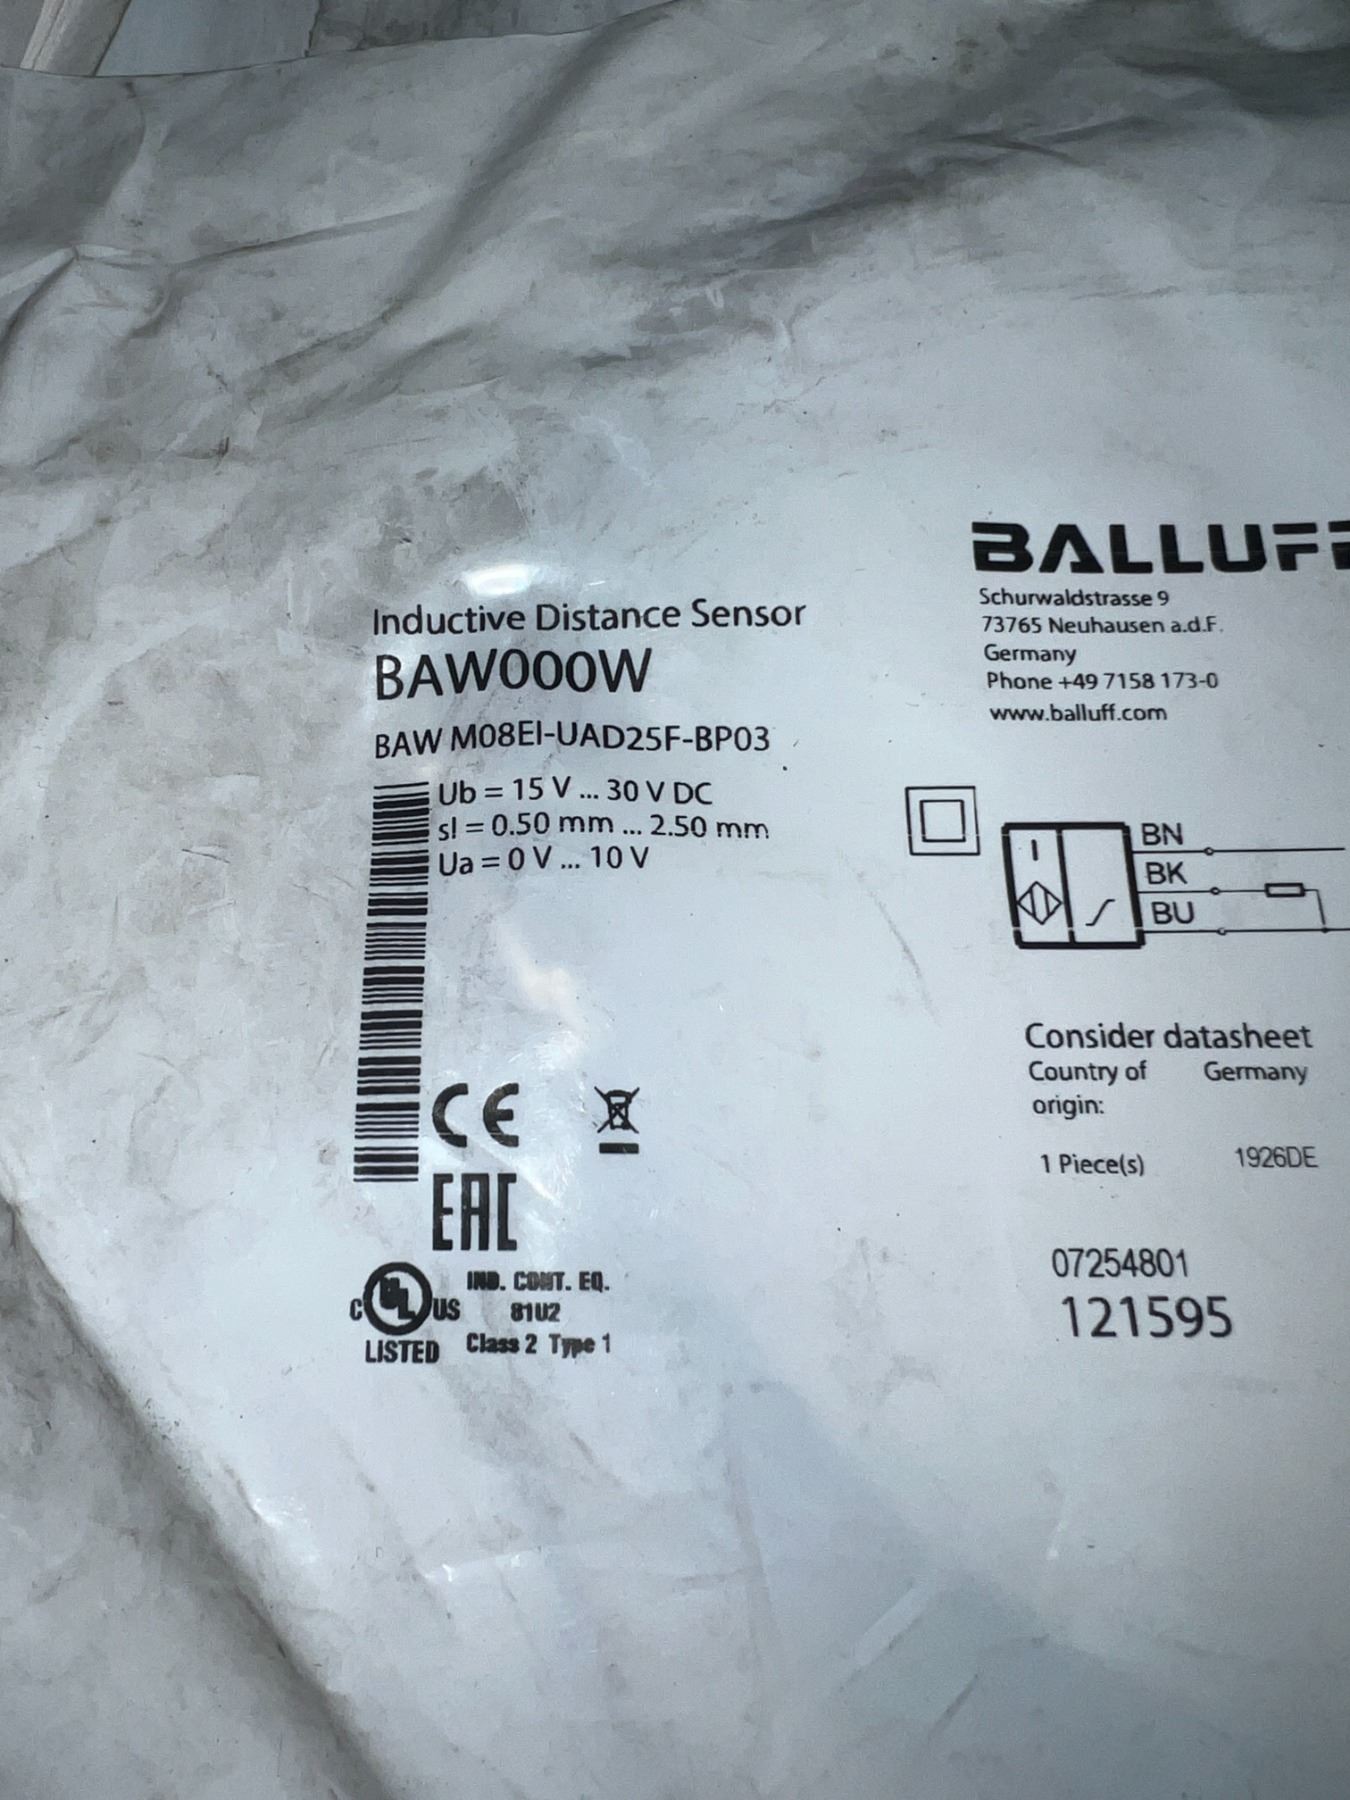 Inductive Distance Sensor
BAW000W
BAW M08EI-UAD25F-BP03
Ub = 15 V ... 30 V DC
sl = 0.50 mm ... 2.50 mm
Ua = 0 V ... 10 V
CE
EAC
C UL US
LISTED
IND. CONT. EQ.
81U2
Class 2 Type 1
BALLUFF
Schurwaldstrasse 9
73765 Neuhausen a.d.F.
Germany
Phone +49 7158 173-0
www.balluff.com
BN
BK
BU
Consider datasheet
Country of Germany
origin:
1 Piece(s) 1926DE
07254801
121595